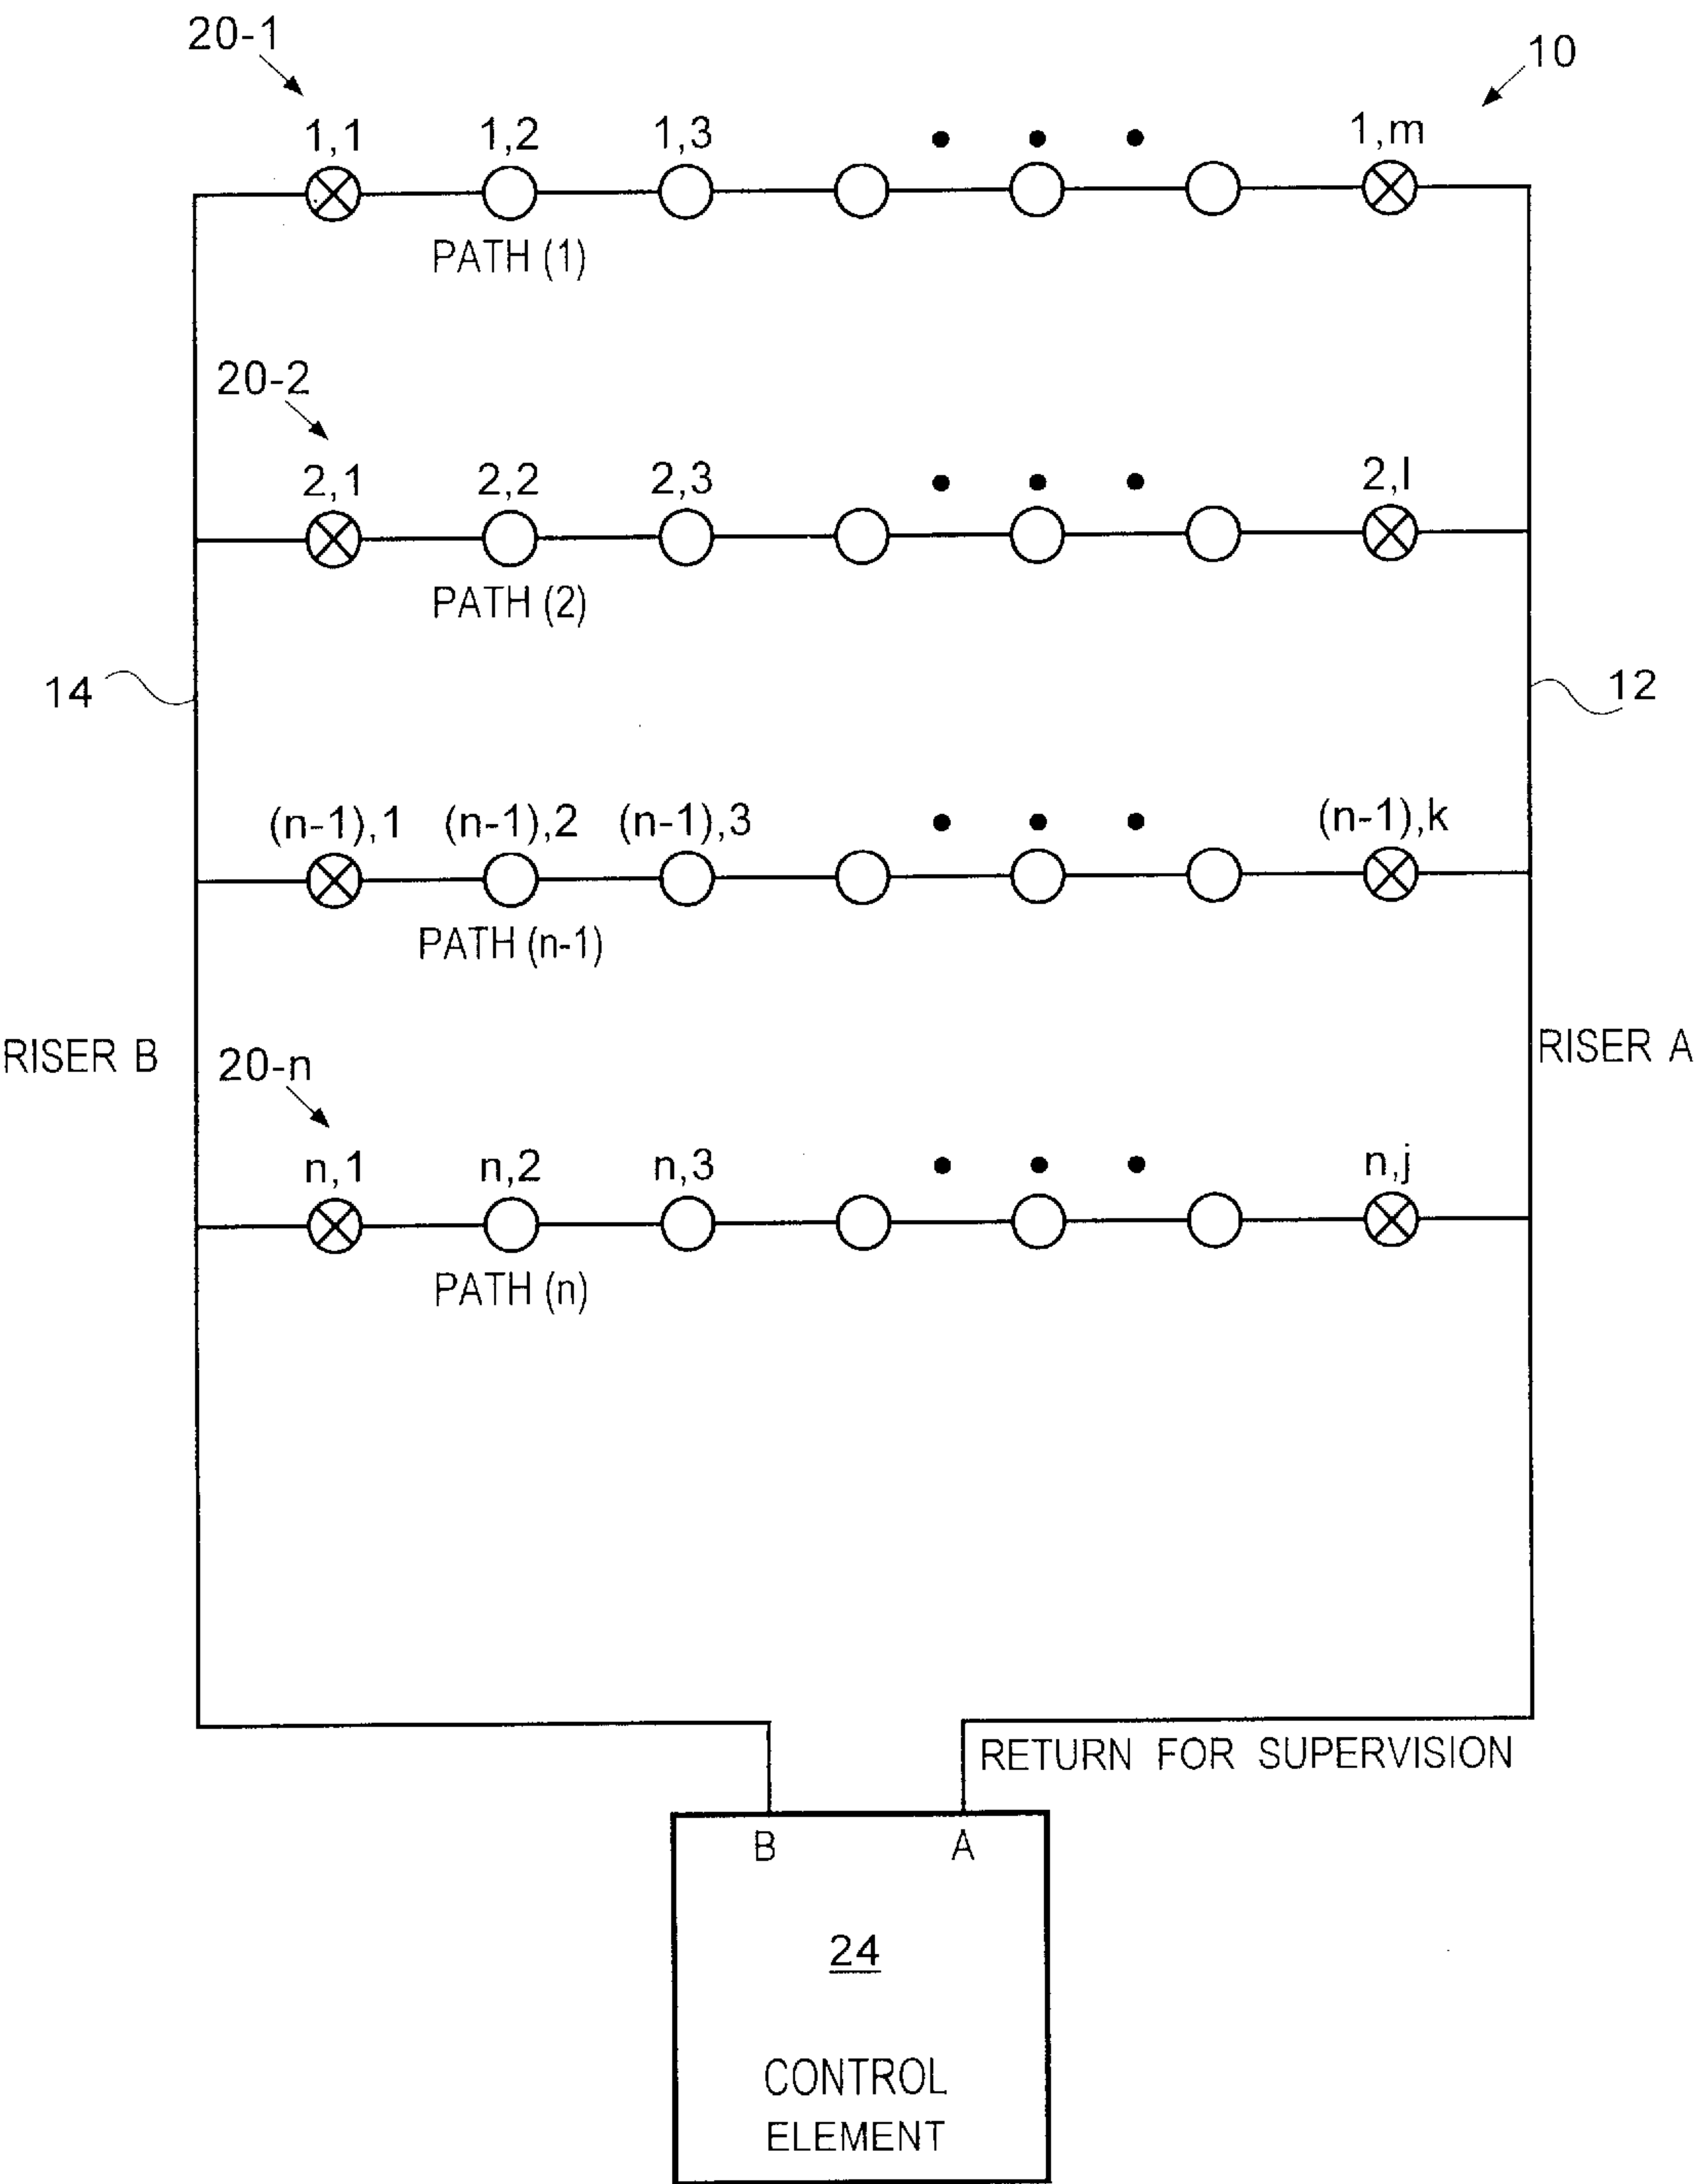 20-1
10
1,1 1,2 1,3 • • • 1,m
PATH (1)
20-2
2,1 2,2 2,3 • • • 2,l
PATH (2)
14
12
(n-1),1 (n-1),2 (n-1),3 • • • (n-1),k
PATH (n-1)
RISER B
RISER A
20-n
n,1 n,2 n,3 • • • n,j
PATH (n)
RETURN FOR SUPERVISION
B A
24
CONTROL
ELEMENT